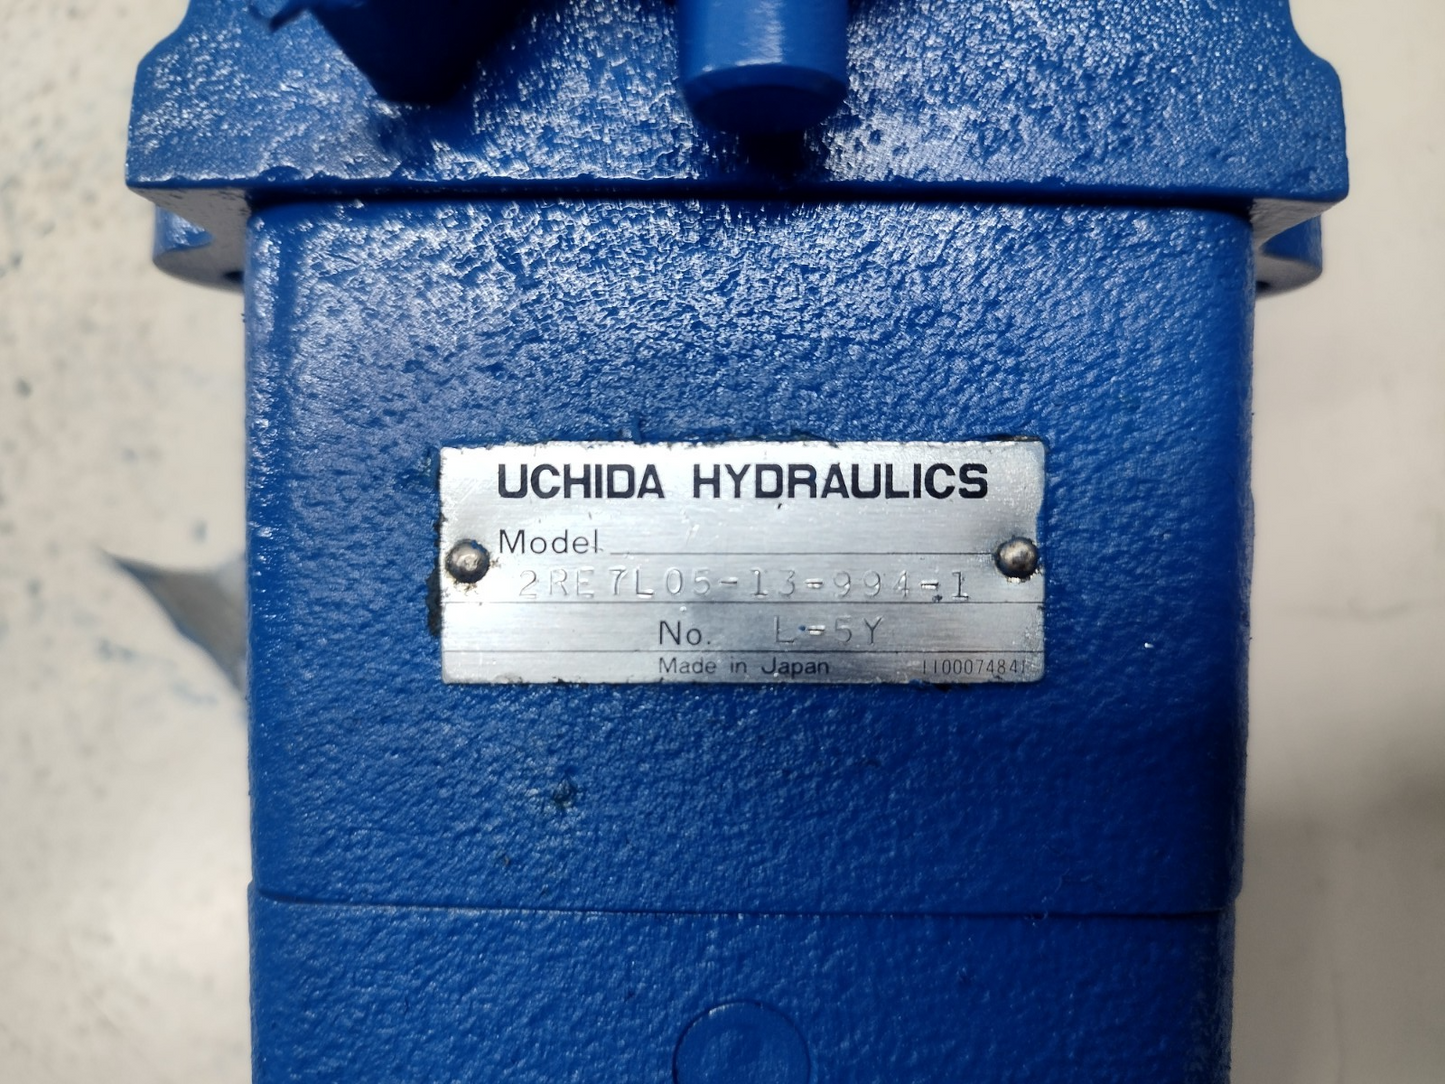 UCHIDA HYDRAULICS
Model
2RE7L05-13-994-1
No. L-5Y
Made in Japan